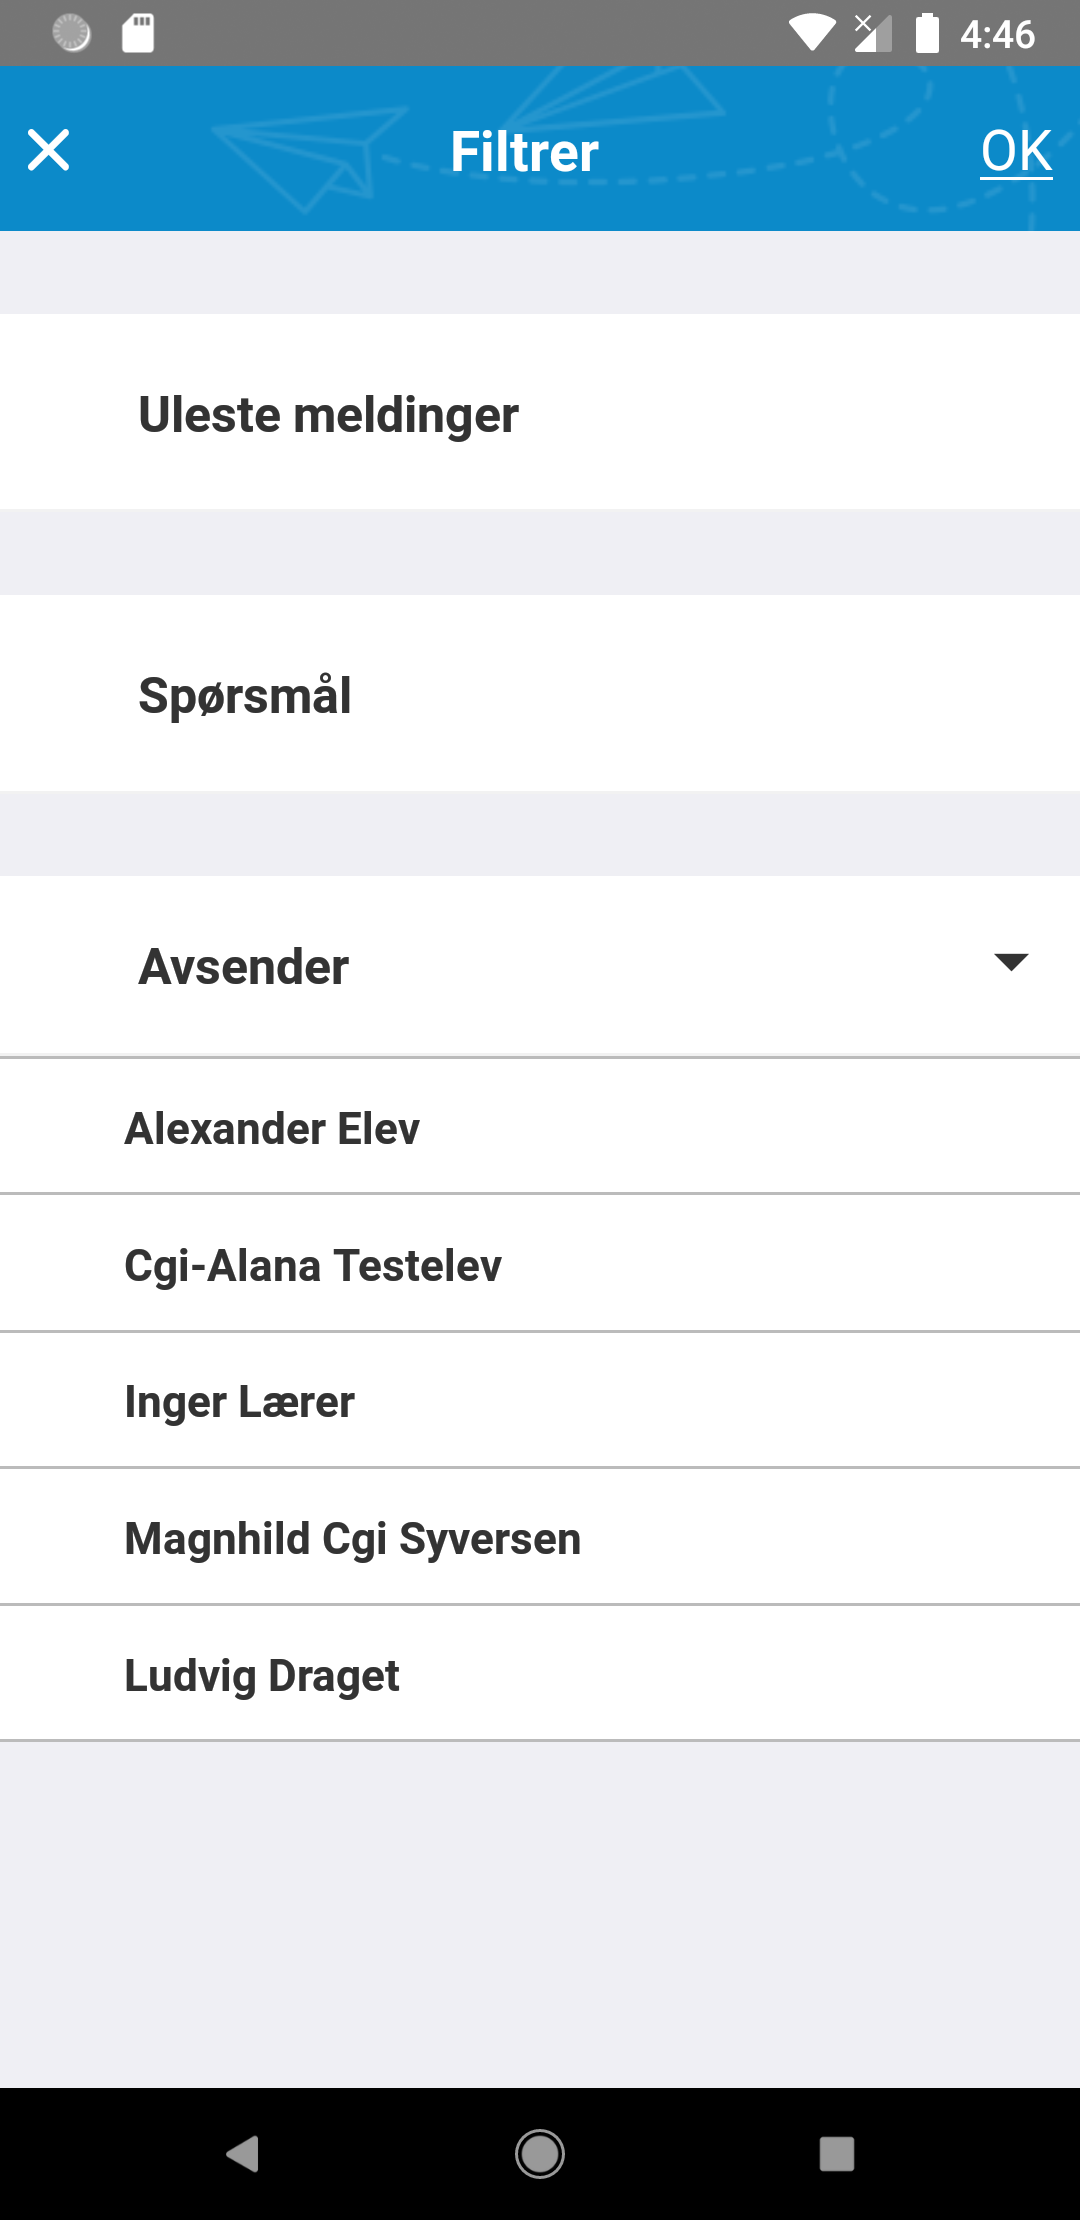 4:46
Filtrer
OK
Uleste meldinger
Spørsmål
Avsender
Alexander Elev
Cgi-Alana Testelev
Inger Lærer
Magnhild Cgi Syversen
Ludvig Draget